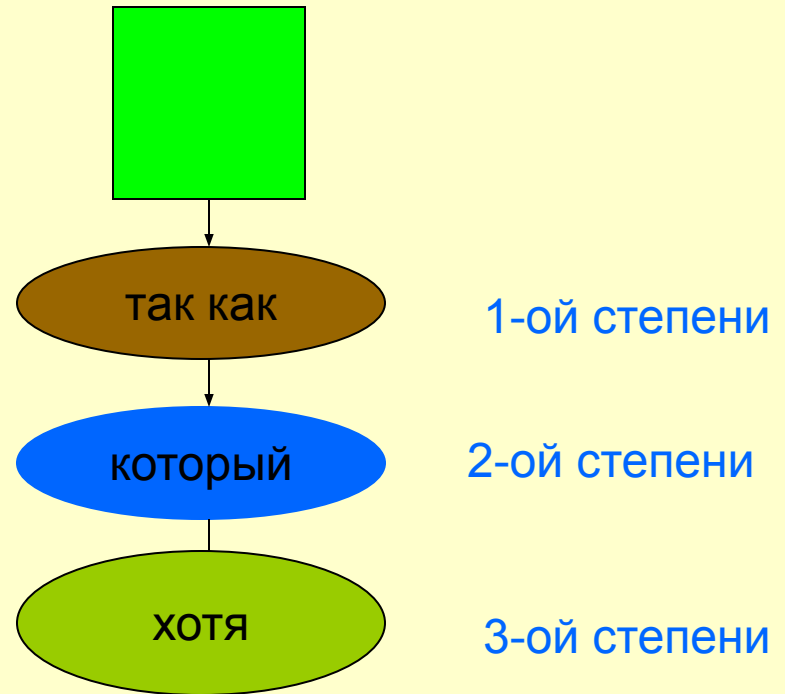 так как
1-ой степени
который
2-ой степени
хотя
3-ой степени